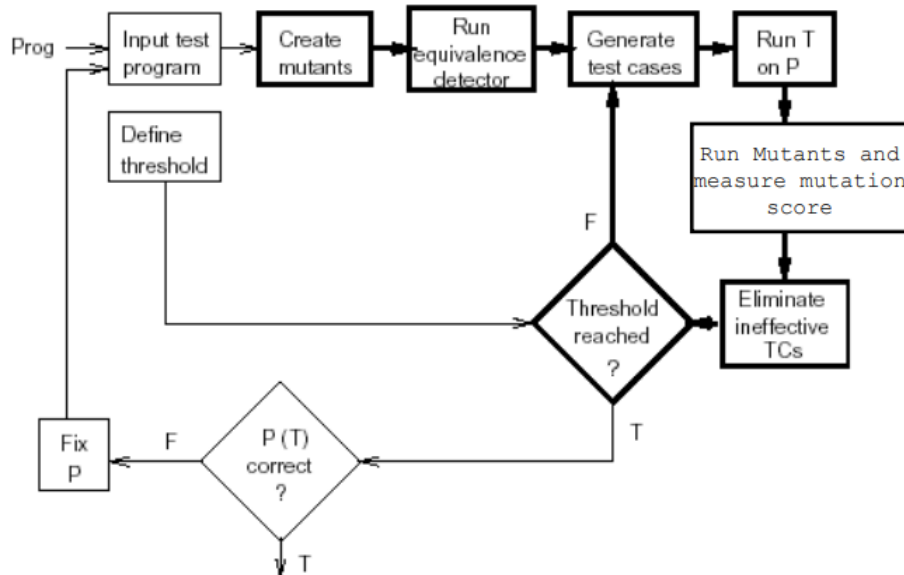 Prog
Input test
program
Create
mutants
Run
equivalence
detector
Generate
test cases
Run T
on P
Define
threshold
Run Mutants and
measure mutation
score
F
Threshold
reached
?
Eliminate
ineffective
TCs
T
P (T)
correct
?
F
Fix
P
T